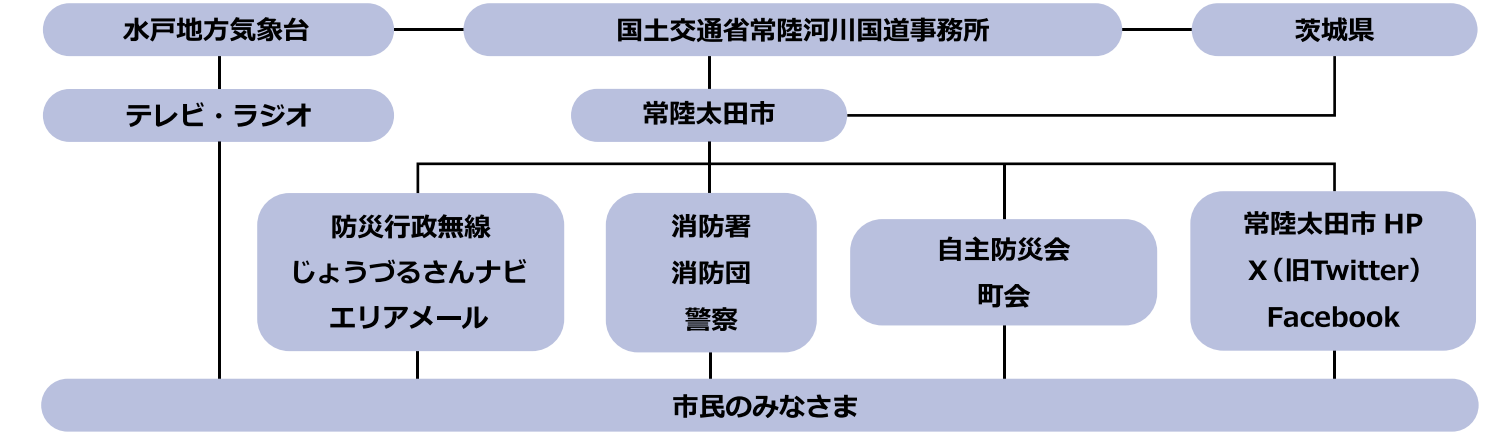 水戸地方気象台
国土交通省常陸河川国道事務所
茨城県
テレビ・ラジオ
常陸太田市
防災行政無線
じょうづるさんナビ
エリアメール
消防署
消防団
警察
自主防災会
町会
常陸太田市 HP
X（旧Twitter）
Facebook
市民のみなさま